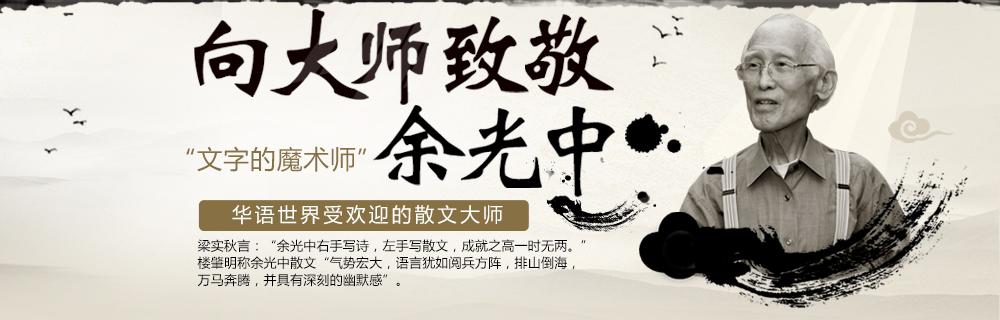 向大师致敬
余光中
“文字的魔术师”
华语世界受欢迎的散文大师
梁实秋言：“余光中右手写诗，左手写散文，成就之高一时无两。”
楼肇明称余光中散文“气势宏大，语言犹如阅兵方阵，排山倒海，
万马奔腾，并具有深刻的幽默感”。